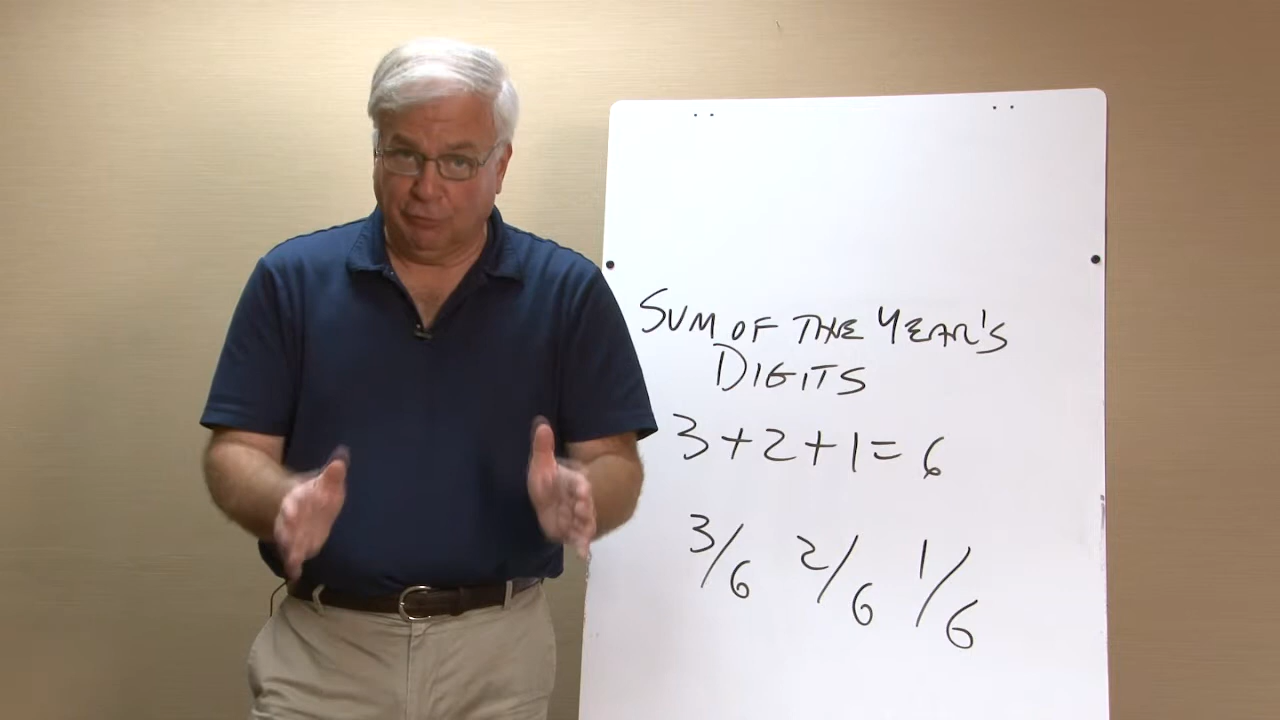 SUM OF THE YEAR'S
DIGITS
3+2+1=6
3/6 2/6 1/6